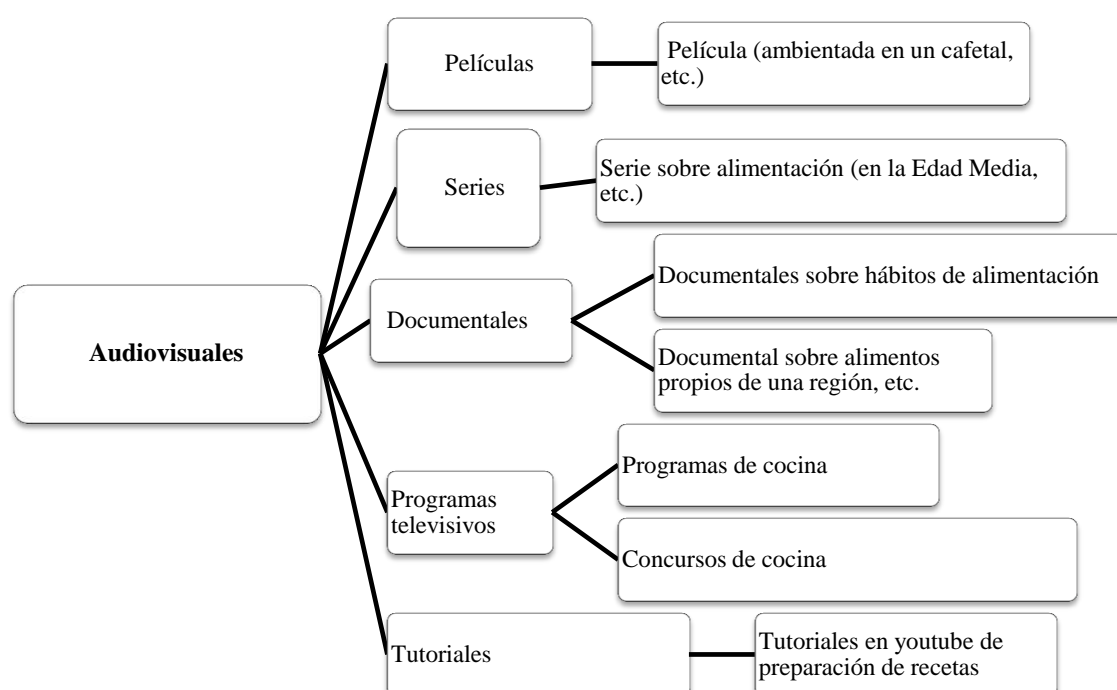 Películas
Película (ambientada en un cafetal,
etc.)
Series
Serie sobre alimentación (en la Edad Media,
etc.)
Audiovisuales
Documentales
Documentales sobre hábitos de alimentación
Documental sobre alimentos
propios de una región, etc.
Programas
televisivos
Programas de cocina
Concursos de cocina
Tutoriales
Tutoriales en youtube de
preparación de recetas